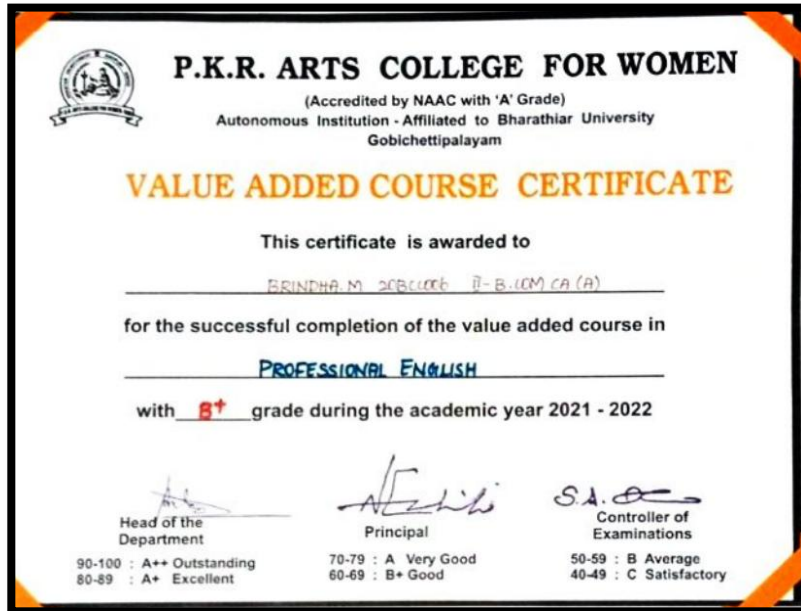 P.K.R. ARTS COLLEGE FOR WOMEN
(Accredited by NAAC with 'A' Grade)
Autonomous Institution - Affiliated to Bharathiar University
Gobichettipalayam
VALUE ADDED COURSE CERTIFICATE
This certificate is awarded to
BRINDHA.M II-B.COM CA (A)
for the successful completion of the value added course in
PROFESSIONAL ENGLISH
with B+ grade during the academic year 2021 - 2022
Head of the
Department
Principal
S.A.
Controller of
Examinations
90-100 : A++ Outstanding
80-89 : A+ Excellent
70-79 : A Very Good
60-69 : B+ Good
50-59 : B Average
40-49 : C Satisfactory